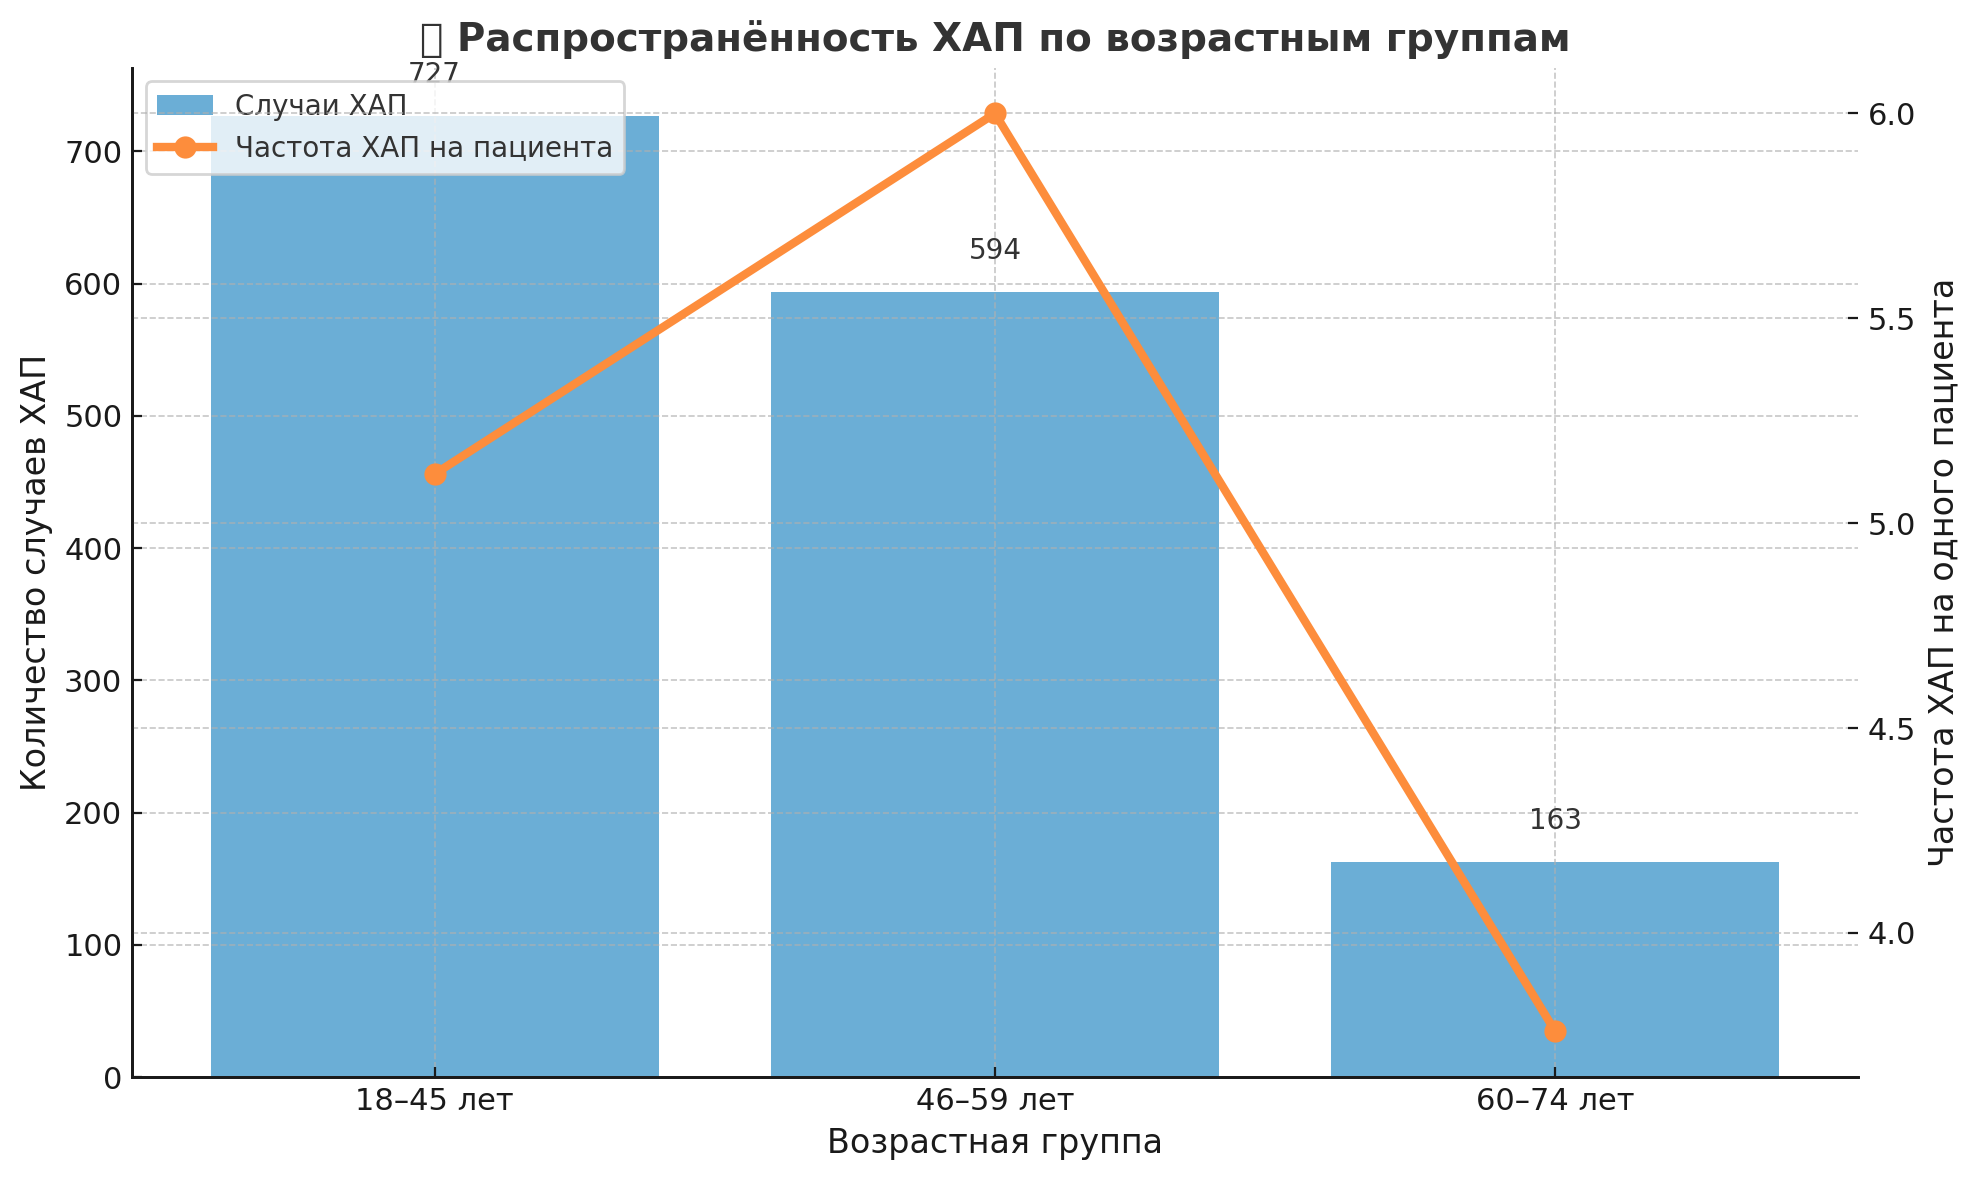 Распространённость ХАП по возрастным группам
727
Случаи ХАП
Частота ХАП на пациента
594
163
Количество случаев ХАП
700
600
500
400
300
200
100
0
6.0
5.5
5.0
4.5
4.0
Частота ХАП на одного пациента
18–45 лет
46–59 лет
60–74 лет
Возрастная группа